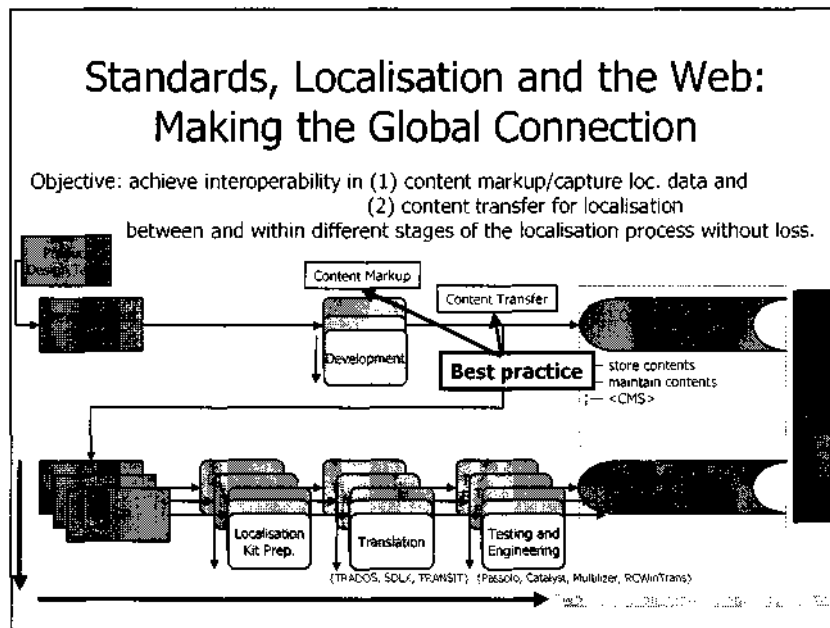 Standards, Localisation and the Web:
Making the Global Connection
Objective: achieve interoperability in (1) content markup/capture loc. data and
(2) content transfer for localisation
between and within different stages of the localisation process without loss.
Design
Content Markup
Content Transfer
Development
Best practice
store contents
maintain contents
<CMS>
Localisation
Kit Prep.
Translation
Testing and
Engineering
(TRADOS, SDLX, TRANSIT) (Passolo, Catalyst, Multilizer, RCWinTrans)